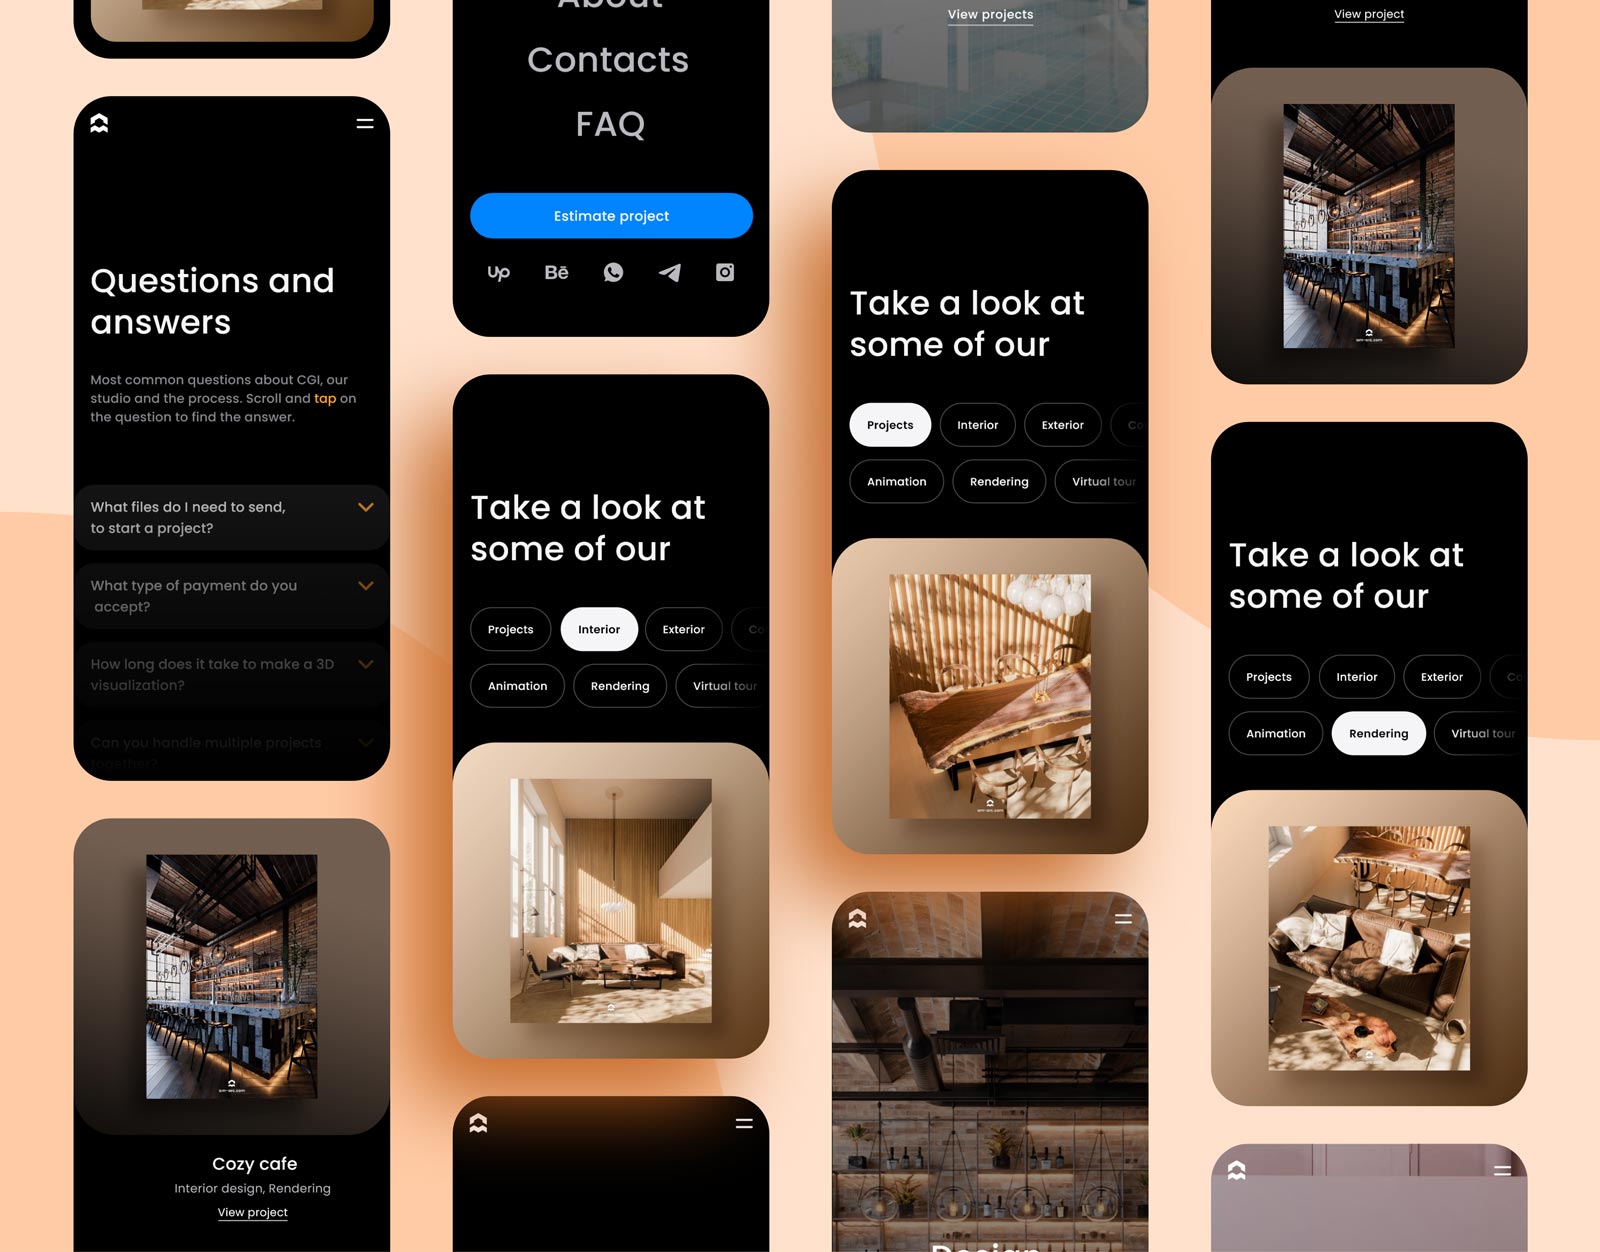 Questions and
answers
Most common questions about CGI, our
studio and the process. Scroll and tap on
the question to find the answer.
What files do I need to send,
to start a project?
What type of payment do you
accept?
How long does it take to make a 3D
visualization?
Can you handle multiple projects
together?
Cozy cafe
Interior design, Rendering
View project
About
Contacts
FAQ
Estimate project
Up
Bē
Take a look at
some of our
Projects
Interior
Exterior
Co
Animation
Rendering
Virtual tour
View projects
Take a look at
some of our
Projects
Interior
Exterior
Co
Animation
Rendering
Virtual tour
Design
View project
Take a look at
some of our
Projects
Interior
Exterior
Co
Animation
Rendering
Virtual tour